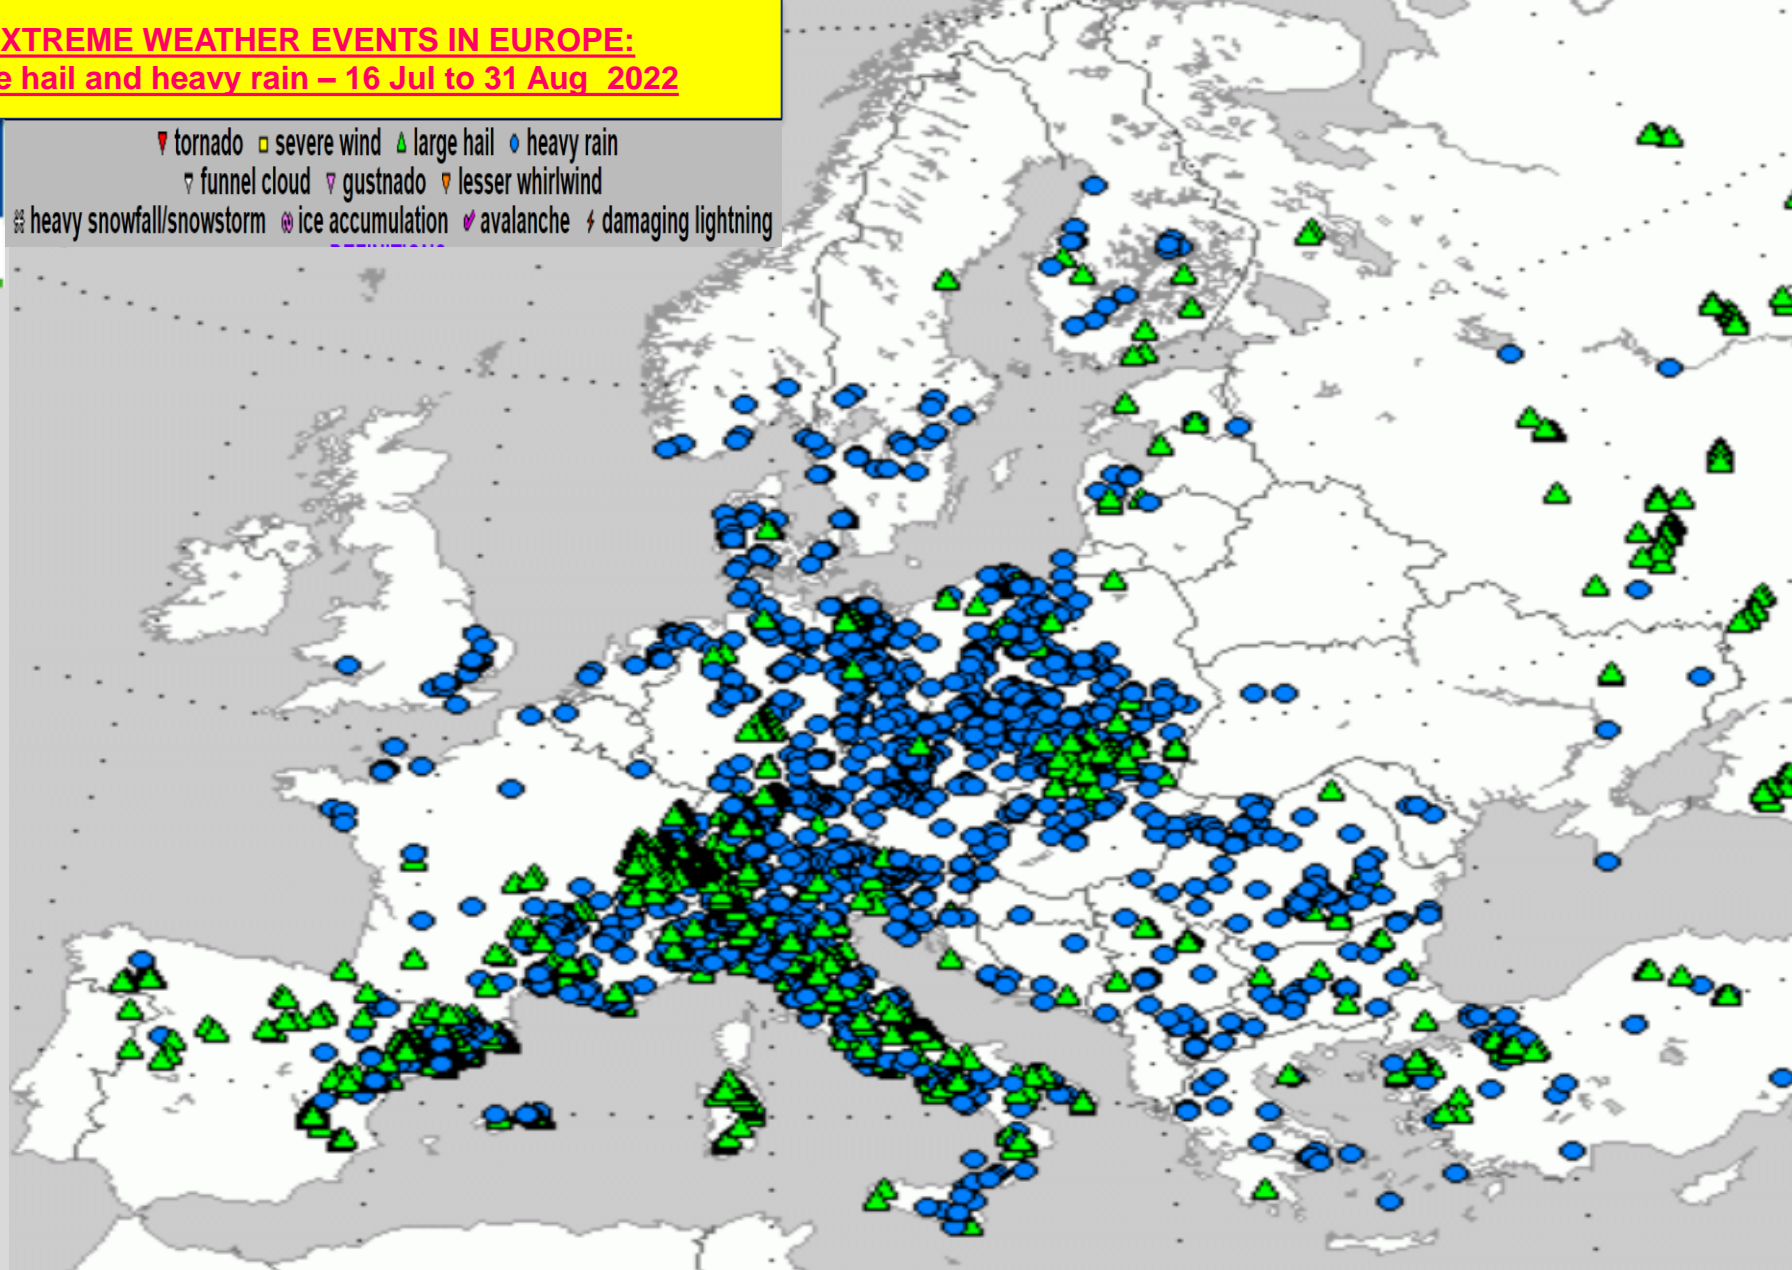 XTREME WEATHER EVENTS IN EUROPE:
e hail and heavy rain – 16 Jul to 31 Aug 2022
tornado severe wind large hail heavy rain
funnel cloud gustnado lesser whirlwind
heavy snowfall/snowstorm ice accumulation avalanche damaging lightning
DEFINITIONS